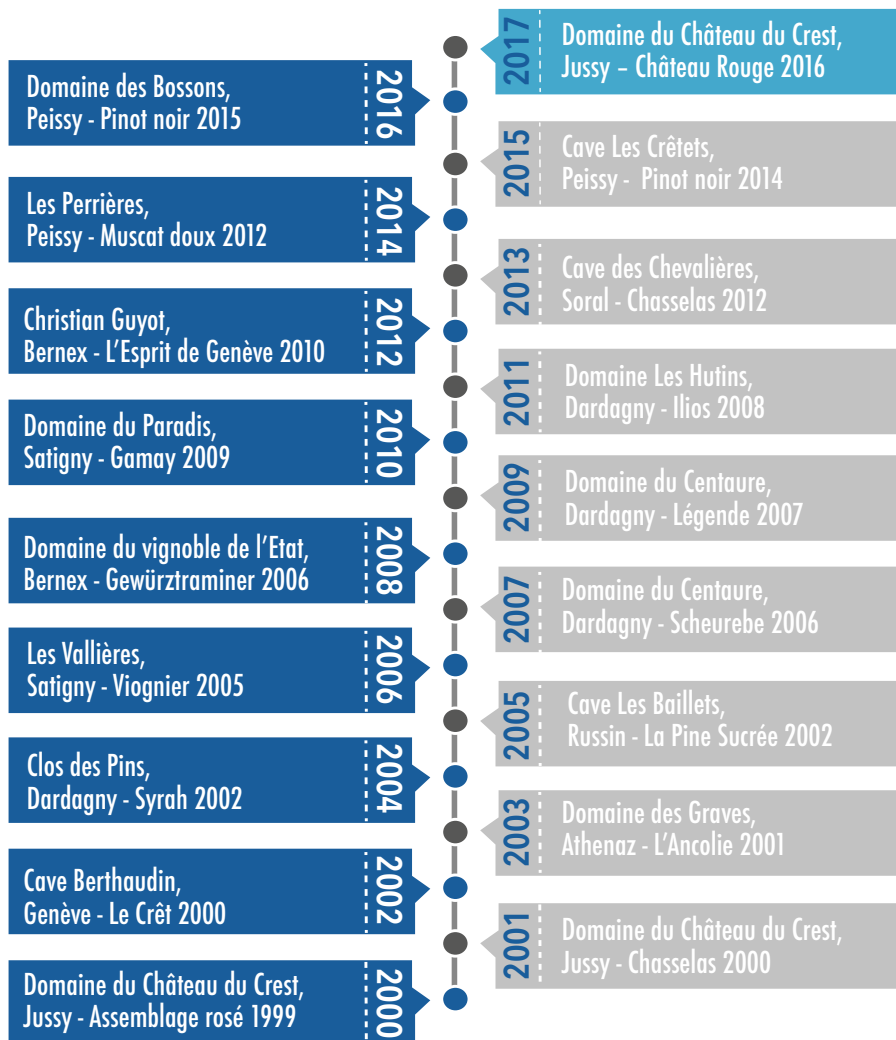 2017
Domaine du Château du Crest,
Jussy – Château Rouge 2016
Domaine des Bossons,
Peissy - Pinot noir 2015
2016
2015
Cave Les Crêtets,
Peissy - Pinot noir 2014
Les Perrières,
Peissy - Muscat doux 2012
2014
2013
Cave des Chevalières,
Soral - Chasselas 2012
Christian Guyot,
Bernex - L’Esprit de Genève 2010
2012
2011
Domaine Les Hutins,
Dardagny - Ilios 2008
Domaine du Paradis,
Satigny - Gamay 2009
2010
2009
Domaine du Centaure,
Dardagny - Légende 2007
Domaine du vignoble de l’Etat,
Bernex - Gewürztraminer 2006
2008
2007
Domaine du Centaure,
Dardagny - Scheurebe 2006
Les Vallières,
Satigny - Viognier 2005
2006
2005
Cave Les Baillets,
Russin - La Pine Sucrée 2002
Clos des Pins,
Dardagny - Syrah 2002
2004
2003
Domaine des Graves,
Athenaz - L’Ancolie 2001
Cave Berthaudin,
Genève - Le Crêt 2000
2002
2001
Domaine du Château du Crest,
Jussy - Chasselas 2000
Domaine du Château du Crest,
Jussy - Assemblage rosé 1999
2000